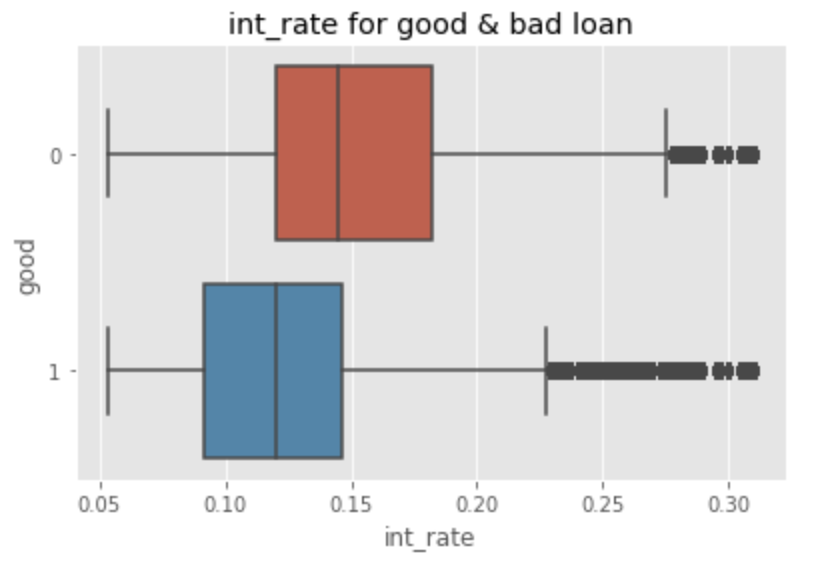 int_rate for good & bad loan
0
good
1
0.05 0.10 0.15 0.20 0.25 0.30
int_rate